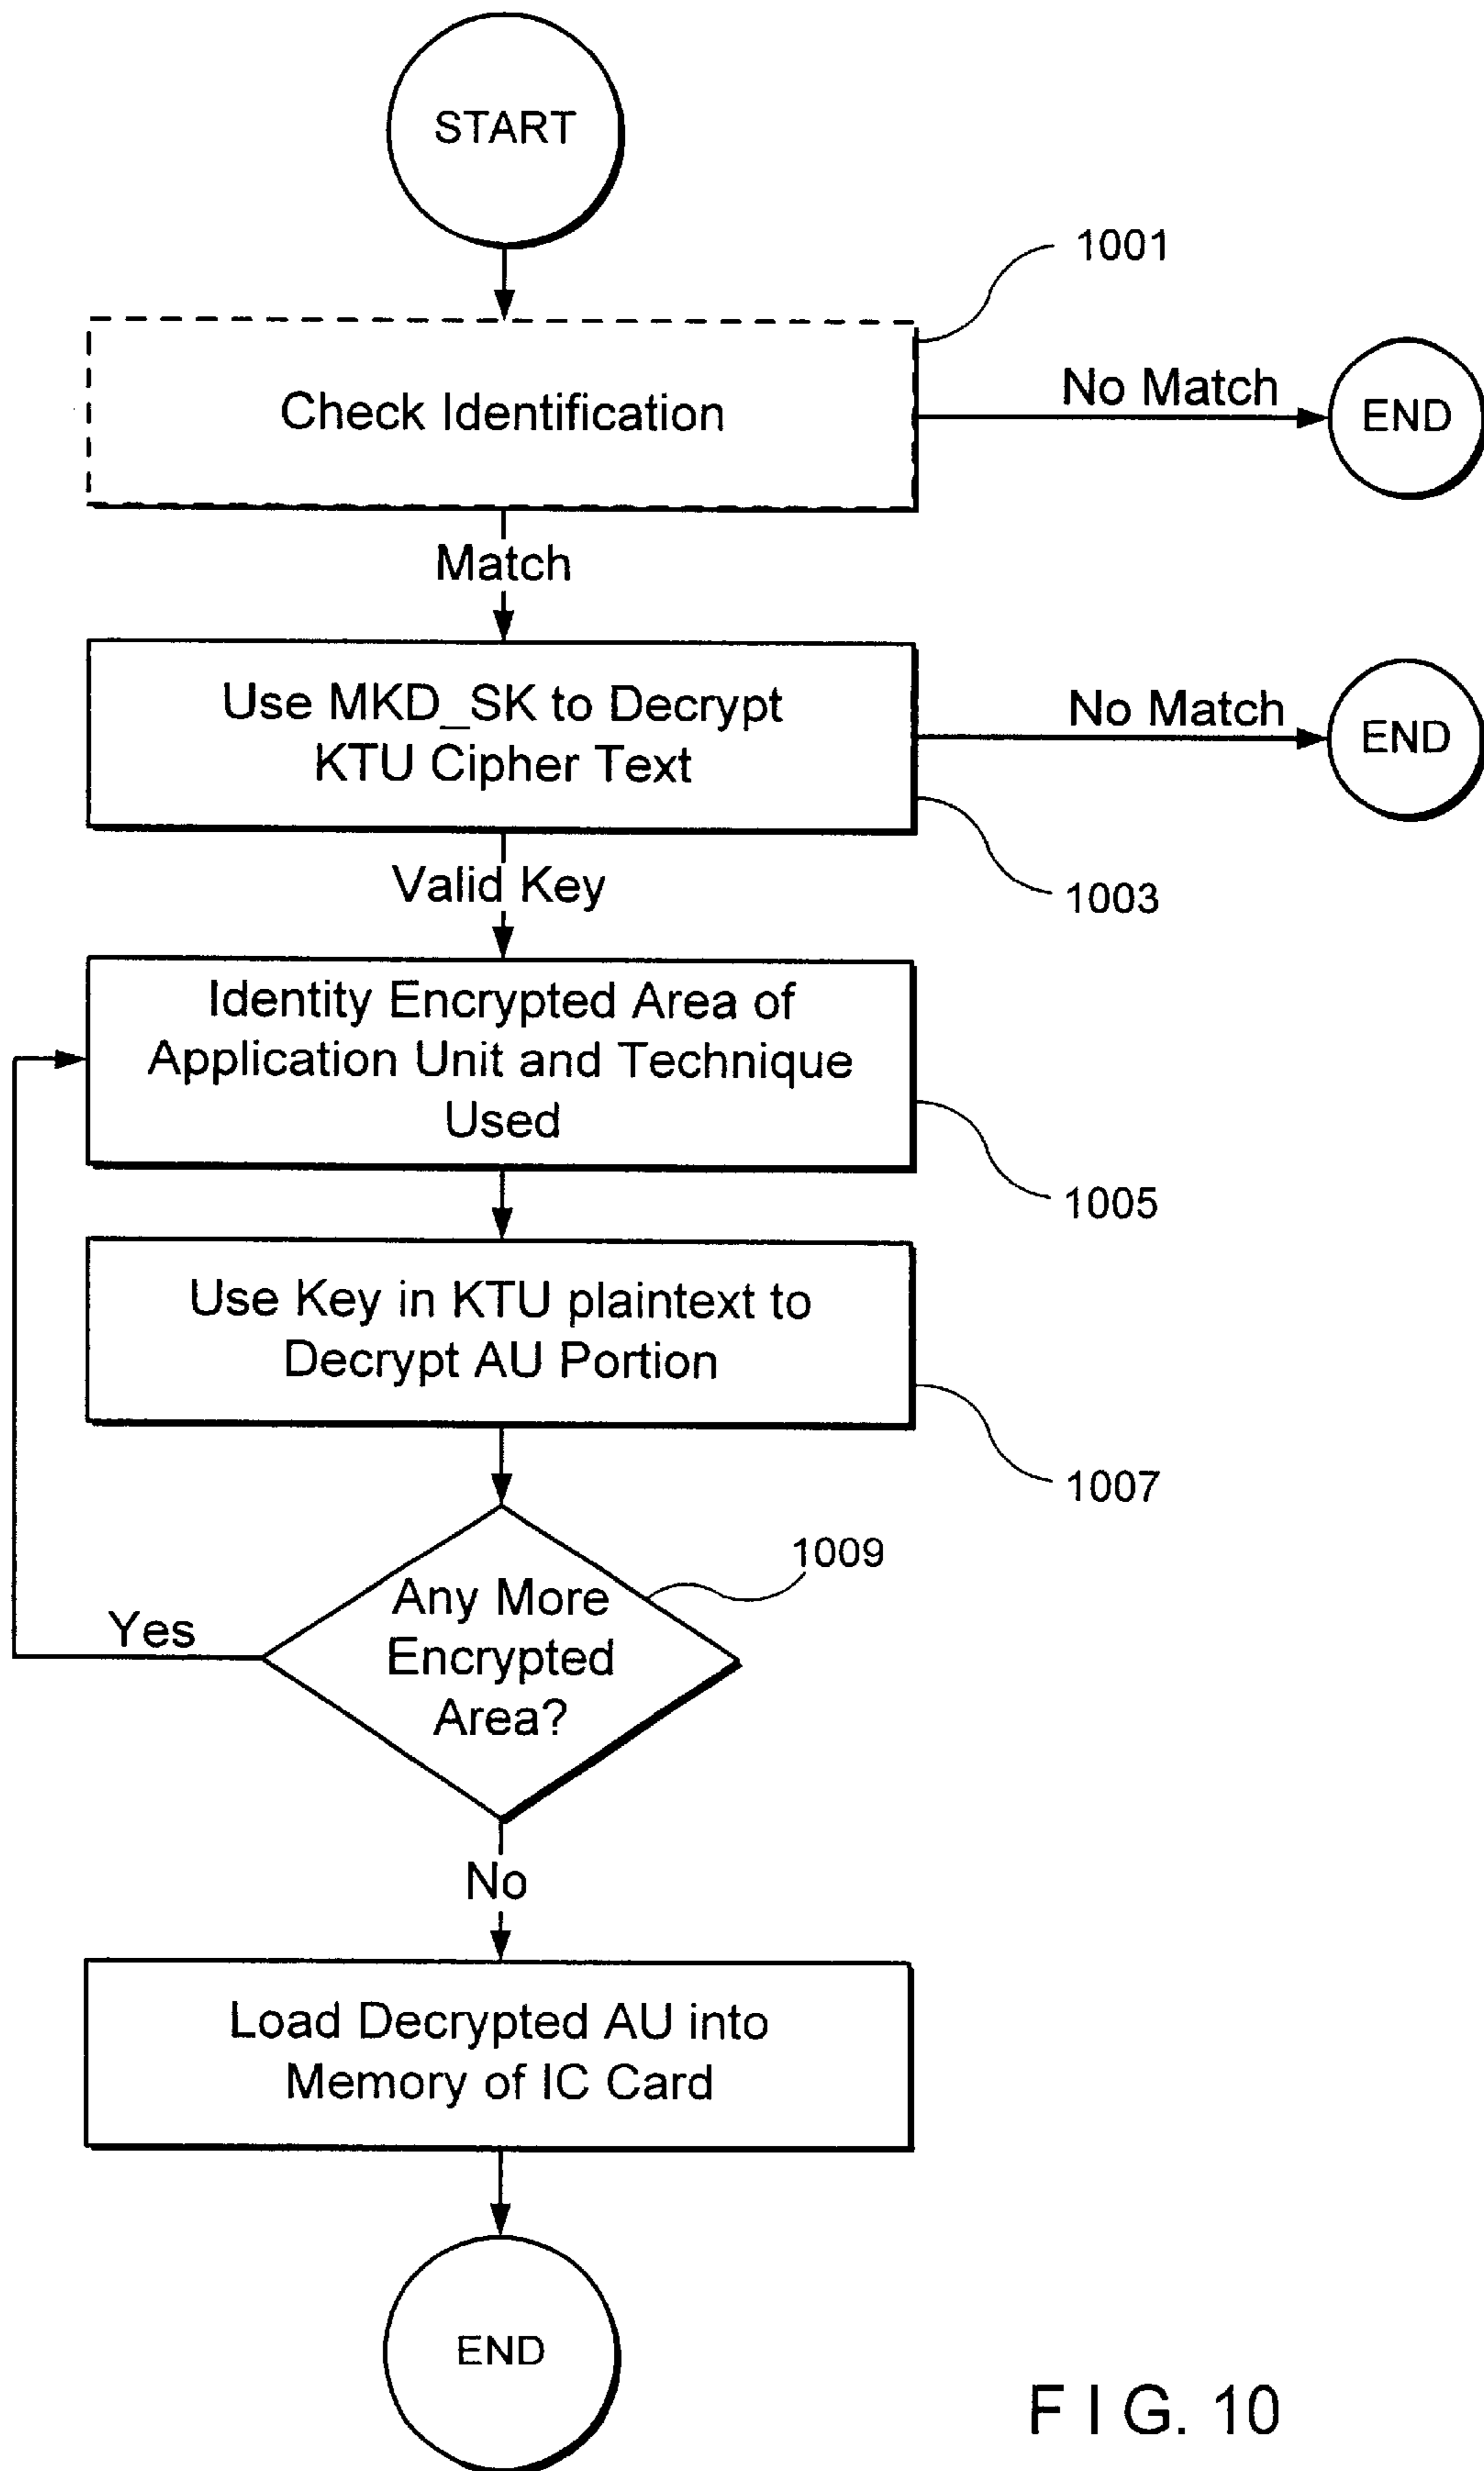 START
1001
Check Identification
No Match
END
Match
Use MKD_SK to Decrypt
KTU Cipher Text
No Match
END
1003
Valid Key
Identity Encrypted Area of
Application Unit and Technique
Used
1005
Use Key in KTU plaintext to
Decrypt AU Portion
1007
1009
Any More
Encrypted
Area?
Yes
No
Load Decrypted AU into
Memory of IC Card
END
FIG. 10